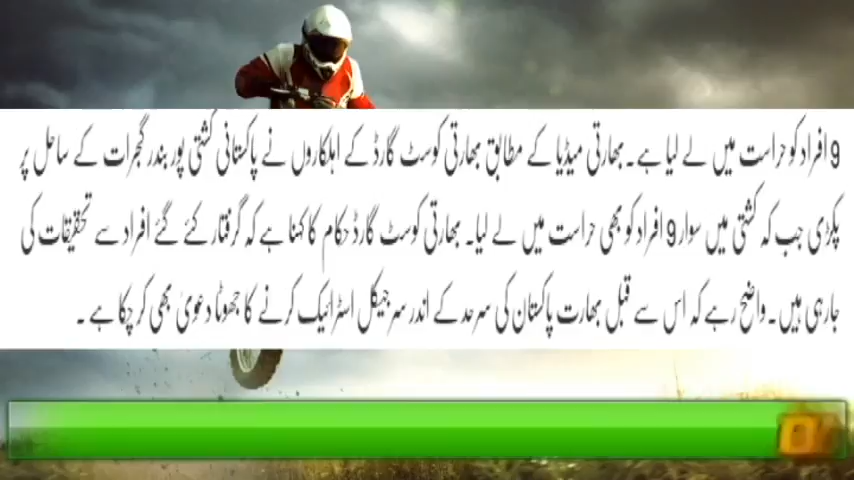 9 افراد کو حراست میں لے لیا ہے۔ بھارتی میڈیا کے مطابق بھارتی کوسٹ گارڈ کے اہلکاروں نے پاکستانی کشتی پور بندر گجرات کے ساحل پر
پکڑی جب کہ کشتی میں سوار 9 افراد کو بھی حراست میں لے لیا۔ بھارتی کوسٹ گارڈ حکام کا کہنا ہے کہ گرفتار کئے گئے افراد سے تحقیقات کی
جارہی ہیں۔ واضح رہے کہ اس سے قبل بھارت پاکستان کی سرحد کے اندر سرجیکل اسٹرائیک کرنے کا جھوٹا دعویٰ بھی کرچکا ہے۔